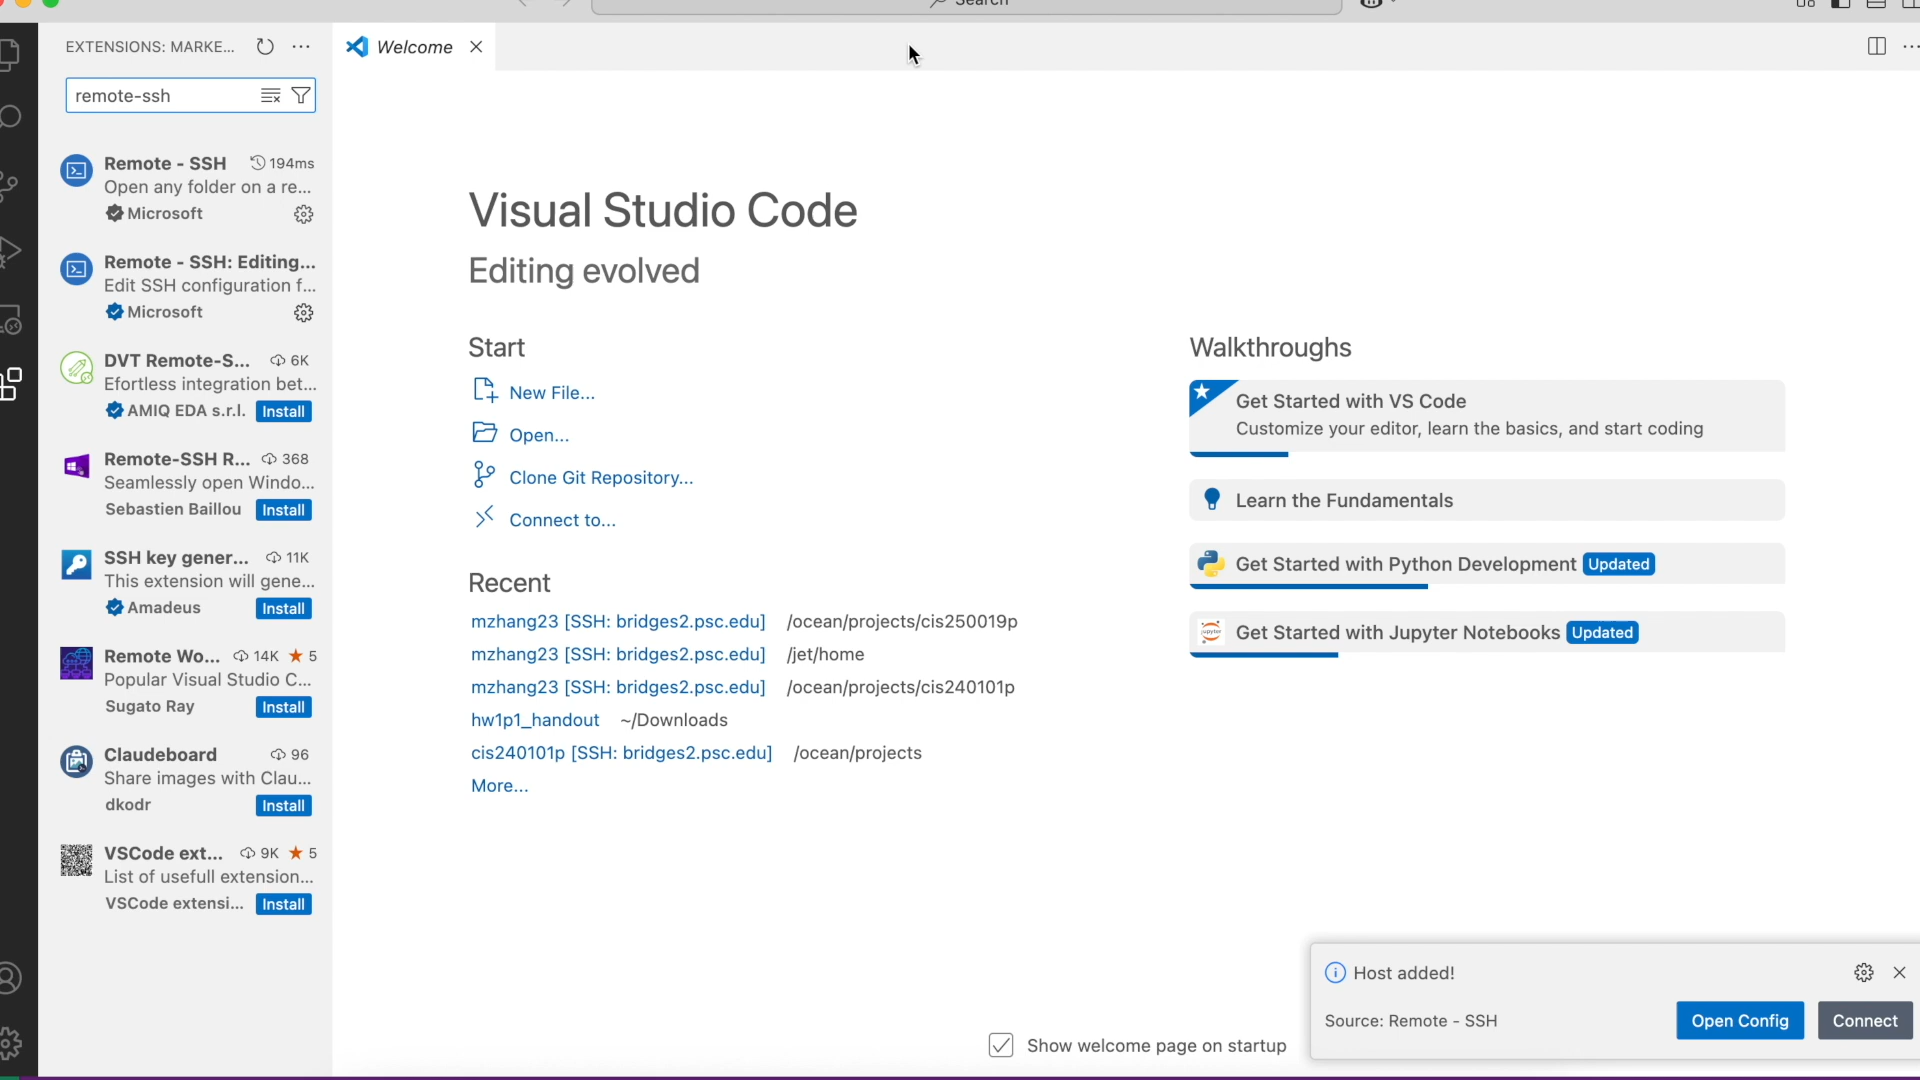 Search
EXTENSIONS: MARKE...
Welcome
remote-ssh
Remote - SSH 194ms
Open any folder on a re...
Microsoft
Remote - SSH: Editing...
Edit SSH configuration f...
Microsoft
DVT Remote-S... 6K
Efortless integration bet...
AMIQ EDA s.r.l. Install
Remote-SSH R... 368
Seamlessly open Windo...
Sebastien Baillou Install
SSH key gener... 11K
This extension will gene...
Amadeus Install
Remote Wo... 14K 5
Popular Visual Studio C...
Sugato Ray Install
Claudeboard 96
Share images with Clau...
dkodr Install
VSCode ext... 9K 5
List of usefull extension...
VSCode extensi... Install
Visual Studio Code
Editing evolved
Start
New File...
Open...
Clone Git Repository...
Connect to...
Recent
mzhang23 [SSH: bridges2.psc.edu] /ocean/projects/cis250019p
mzhang23 [SSH: bridges2.psc.edu] /jet/home
mzhang23 [SSH: bridges2.psc.edu] /ocean/projects/cis240101p
hw1p1_handout ~/Downloads
cis240101p [SSH: bridges2.psc.edu] /ocean/projects
More...
Walkthroughs
Get Started with VS Code
Customize your editor, learn the basics, and start coding
Learn the Fundamentals
Get Started with Python Development Updated
jupyter
Get Started with Jupyter Notebooks Updated
Show welcome page on startup
Host added!
Source: Remote - SSH
Open Config
Connect